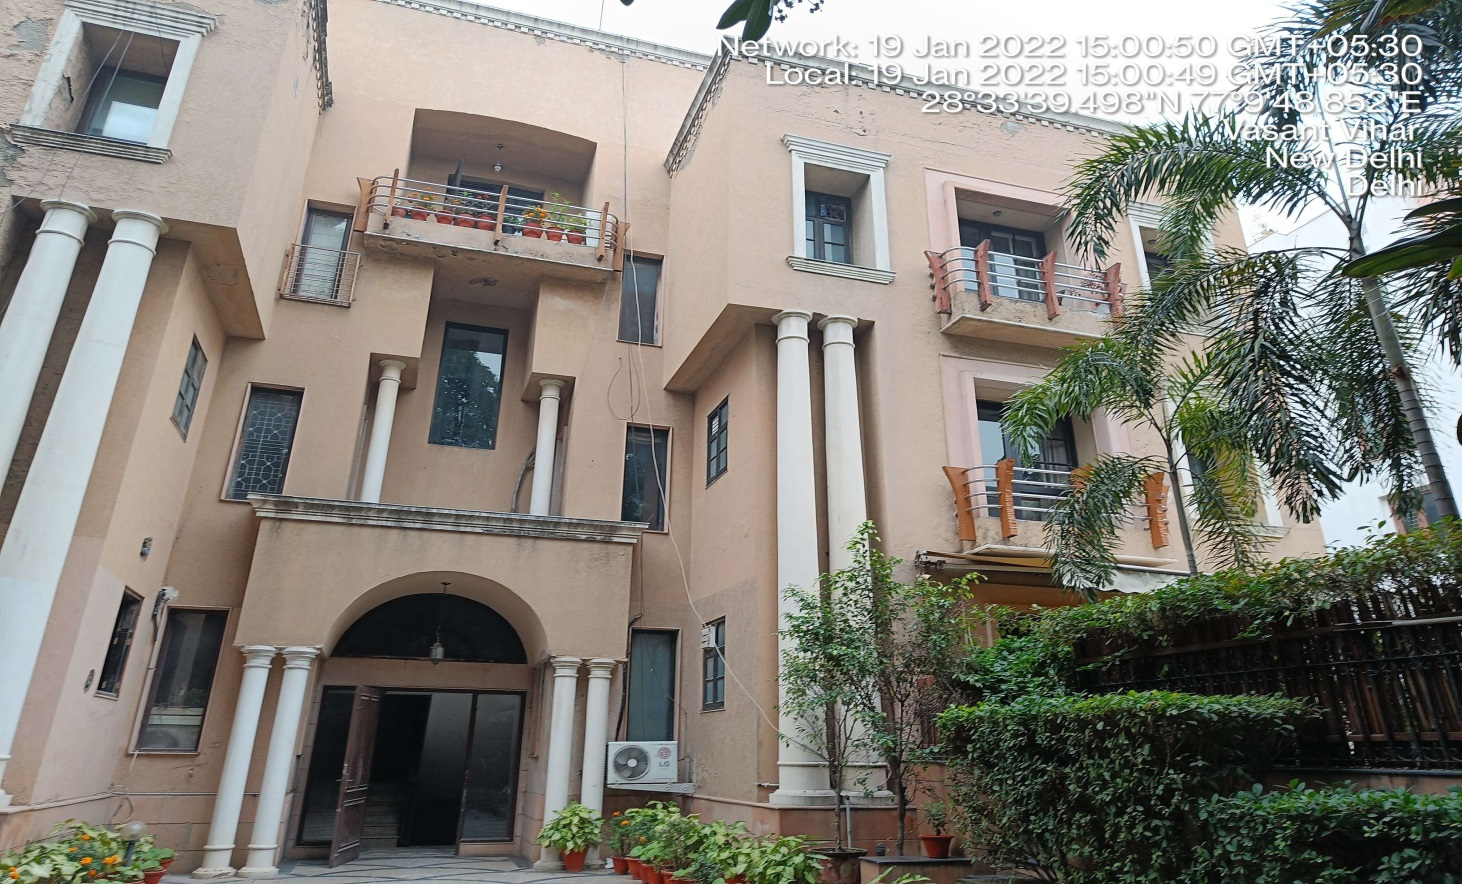 Network: 19 Jan 2022 15:00:50 GMT+05:30
Local: 19 Jan 2022 15:00:49 GMT+05:30
28°33'39.498"N 77°9'48.852"E
Vasant Vihar
New Delhi
Delhi
LG